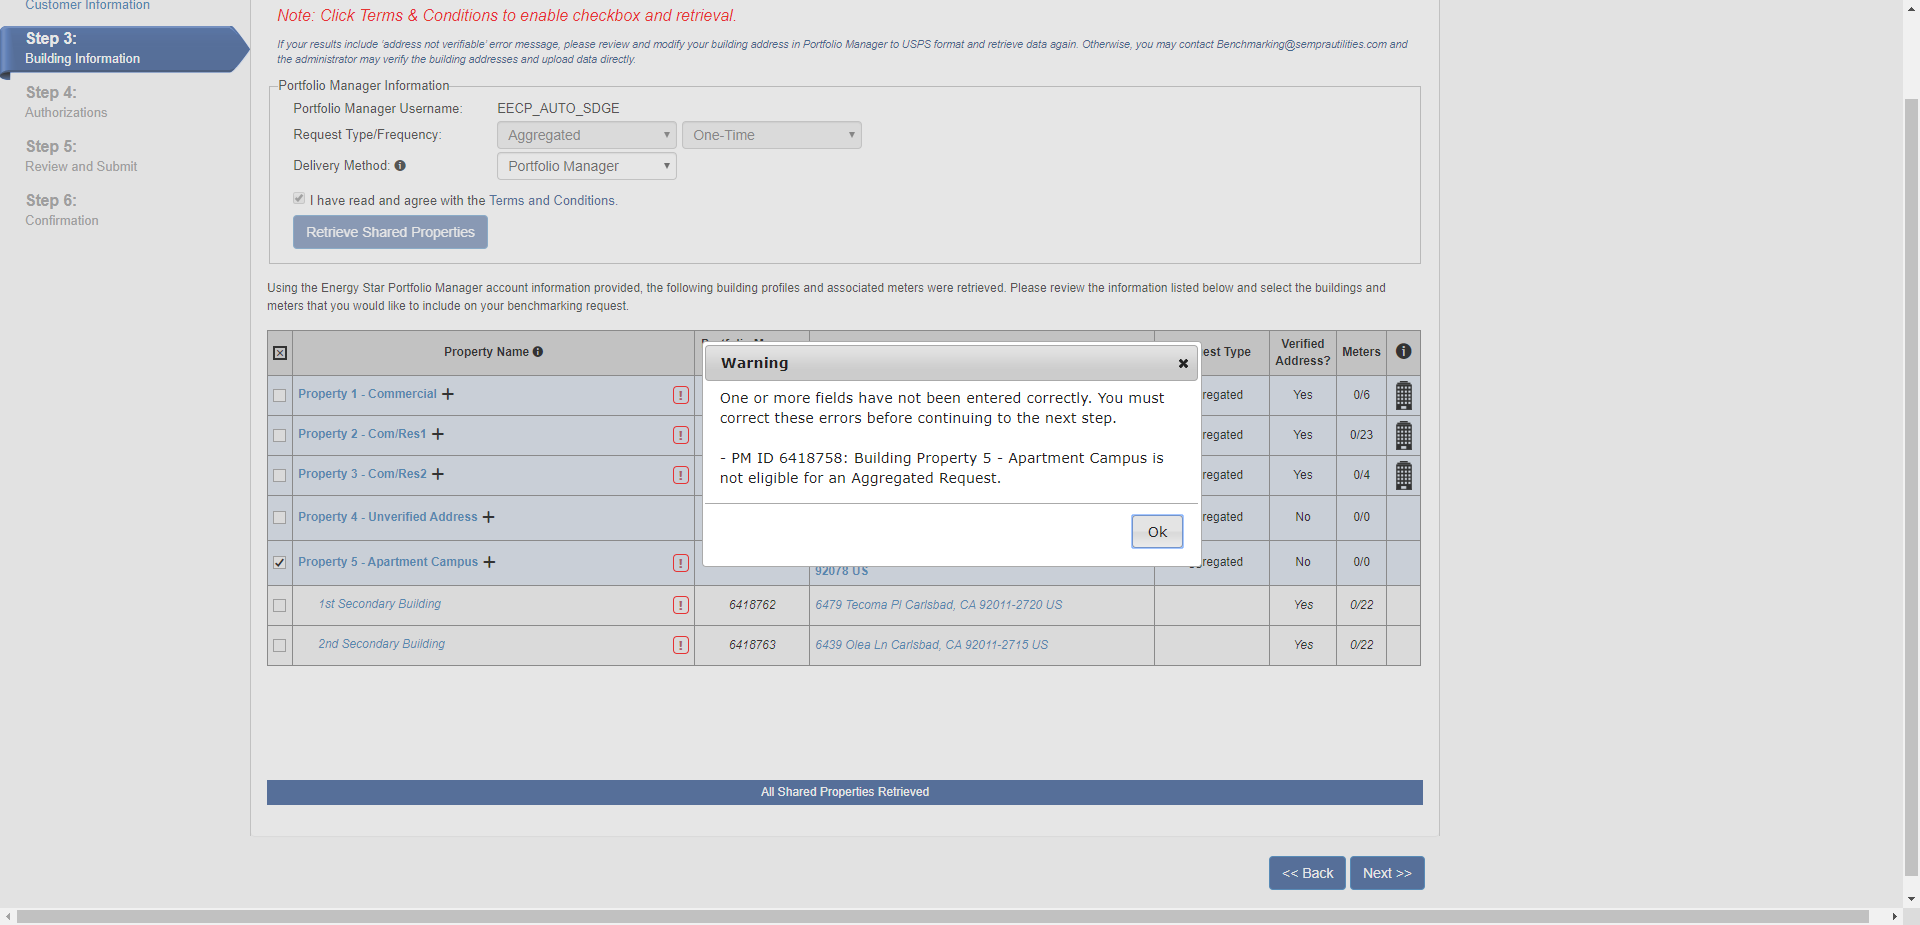 Customer Information
Step 3:
Building Information
Step 4:
Authorizations
Step 5:
Review and Submit
Step 6:
Confirmation
Note: Click Terms & Conditions to enable checkbox and retrieval.
If your results include 'address not verifiable' error message, please review and modify your building address in Portfolio Manager to USPS format and retrieve data again. Otherwise, you may contact Benchmarking@semprautilities.com and
the administrator may verify the building addresses and upload data directly.
Portfolio Manager Information
Portfolio Manager Username: EECP_AUTO_SDGE
Request Type/Frequency: Aggregated One-Time
Delivery Method: Portfolio Manager
I have read and agree with the Terms and Conditions.
Retrieve Shared Properties
Using the Energy Star Portfolio Manager account information provided, the following building profiles and associated meters were retrieved. Please review the information listed below and select the buildings and
meters that you would like to include on your benchmarking request.
Property Name est Type Verified Address? Meters
Property 1 - Commercial + ! regated Yes 0/6
Property 2 - Com/Res1 + ! regated Yes 0/23
Property 3 - Com/Res2 + ! regated Yes 0/4
Property 4 - Unverified Address + regated No 0/0
Property 5 - Apartment Campus + ! 92078 US regated No 0/0
1st Secondary Building ! 6418762 6479 Tecoma Pl Carlsbad, CA 92011-2720 US Yes 0/22
2nd Secondary Building ! 6418763 6439 Olea Ln Carlsbad, CA 92011-2715 US Yes 0/22
Warning
One or more fields have not been entered correctly. You must
correct these errors before continuing to the next step.
- PM ID 6418758: Building Property 5 - Apartment Campus is
not eligible for an Aggregated Request.
Ok
All Shared Properties Retrieved
<< Back Next >>